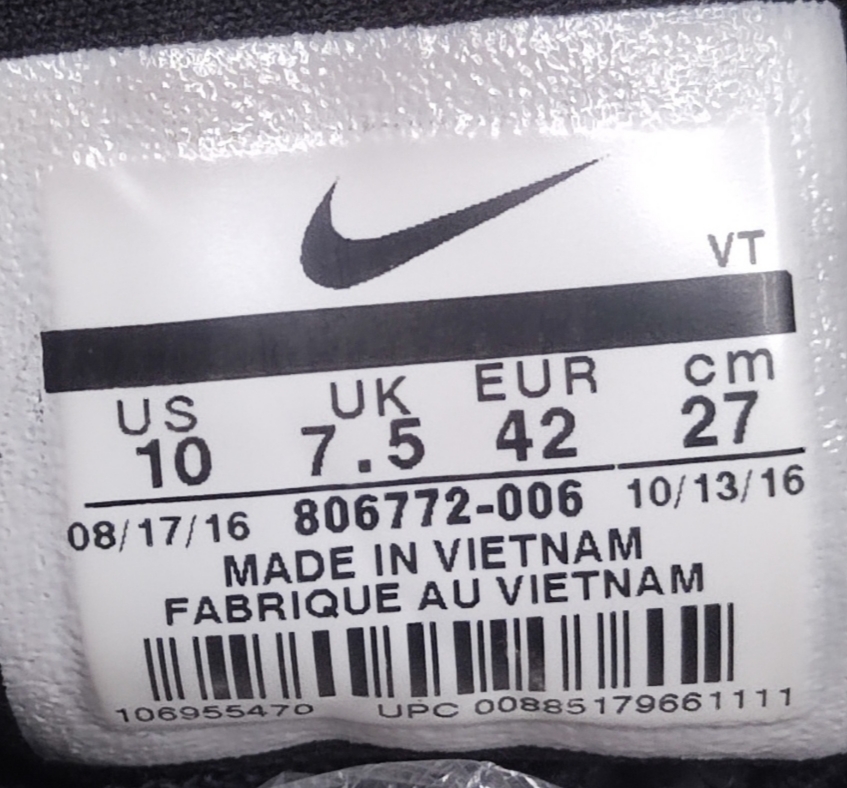 VT
US UK EUR cm
10 7.5 42 27
08/17/16 806772-006 10/13/16
MADE IN VIETNAM
FABRIQUE AU VIETNAM
106955470 UPC 00885179661111